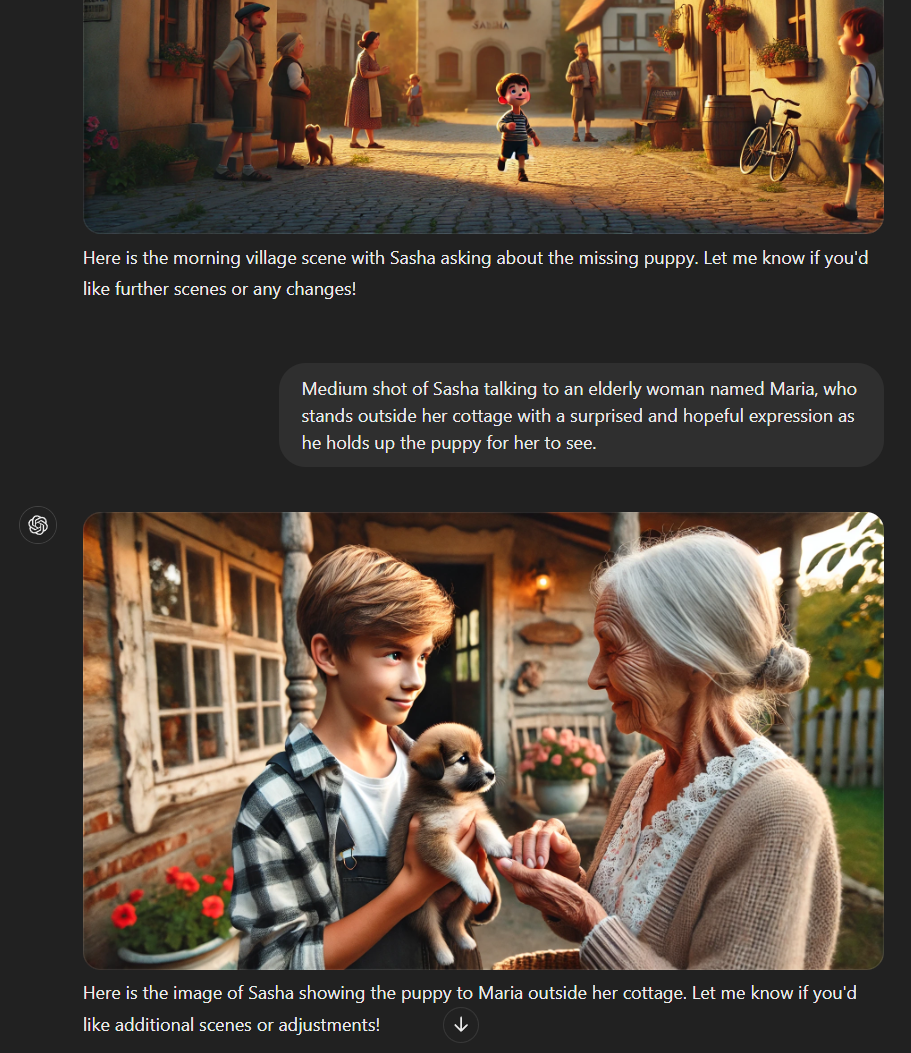 SASHA
Here is the morning village scene with Sasha asking about the missing puppy. Let me know if you'd
like further scenes or any changes!
Medium shot of Sasha talking to an elderly woman named Maria, who
stands outside her cottage with a surprised and hopeful expression as
he holds up the puppy for her to see.
Here is the image of Sasha showing the puppy to Maria outside her cottage. Let me know if you'd
like additional scenes or adjustments!